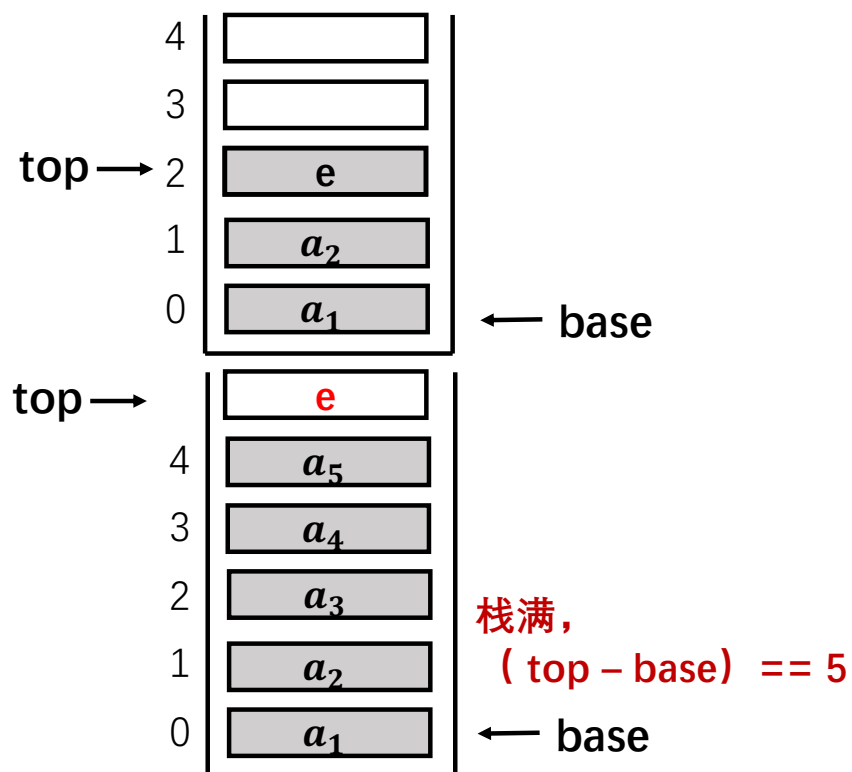 4
3
top 2 e
1 a₂
0 a₁ base
top e
4 a₅
3 a₄
2 a₃
栈满，
1 a₂ （ top – base） == 5
0 a₁ base